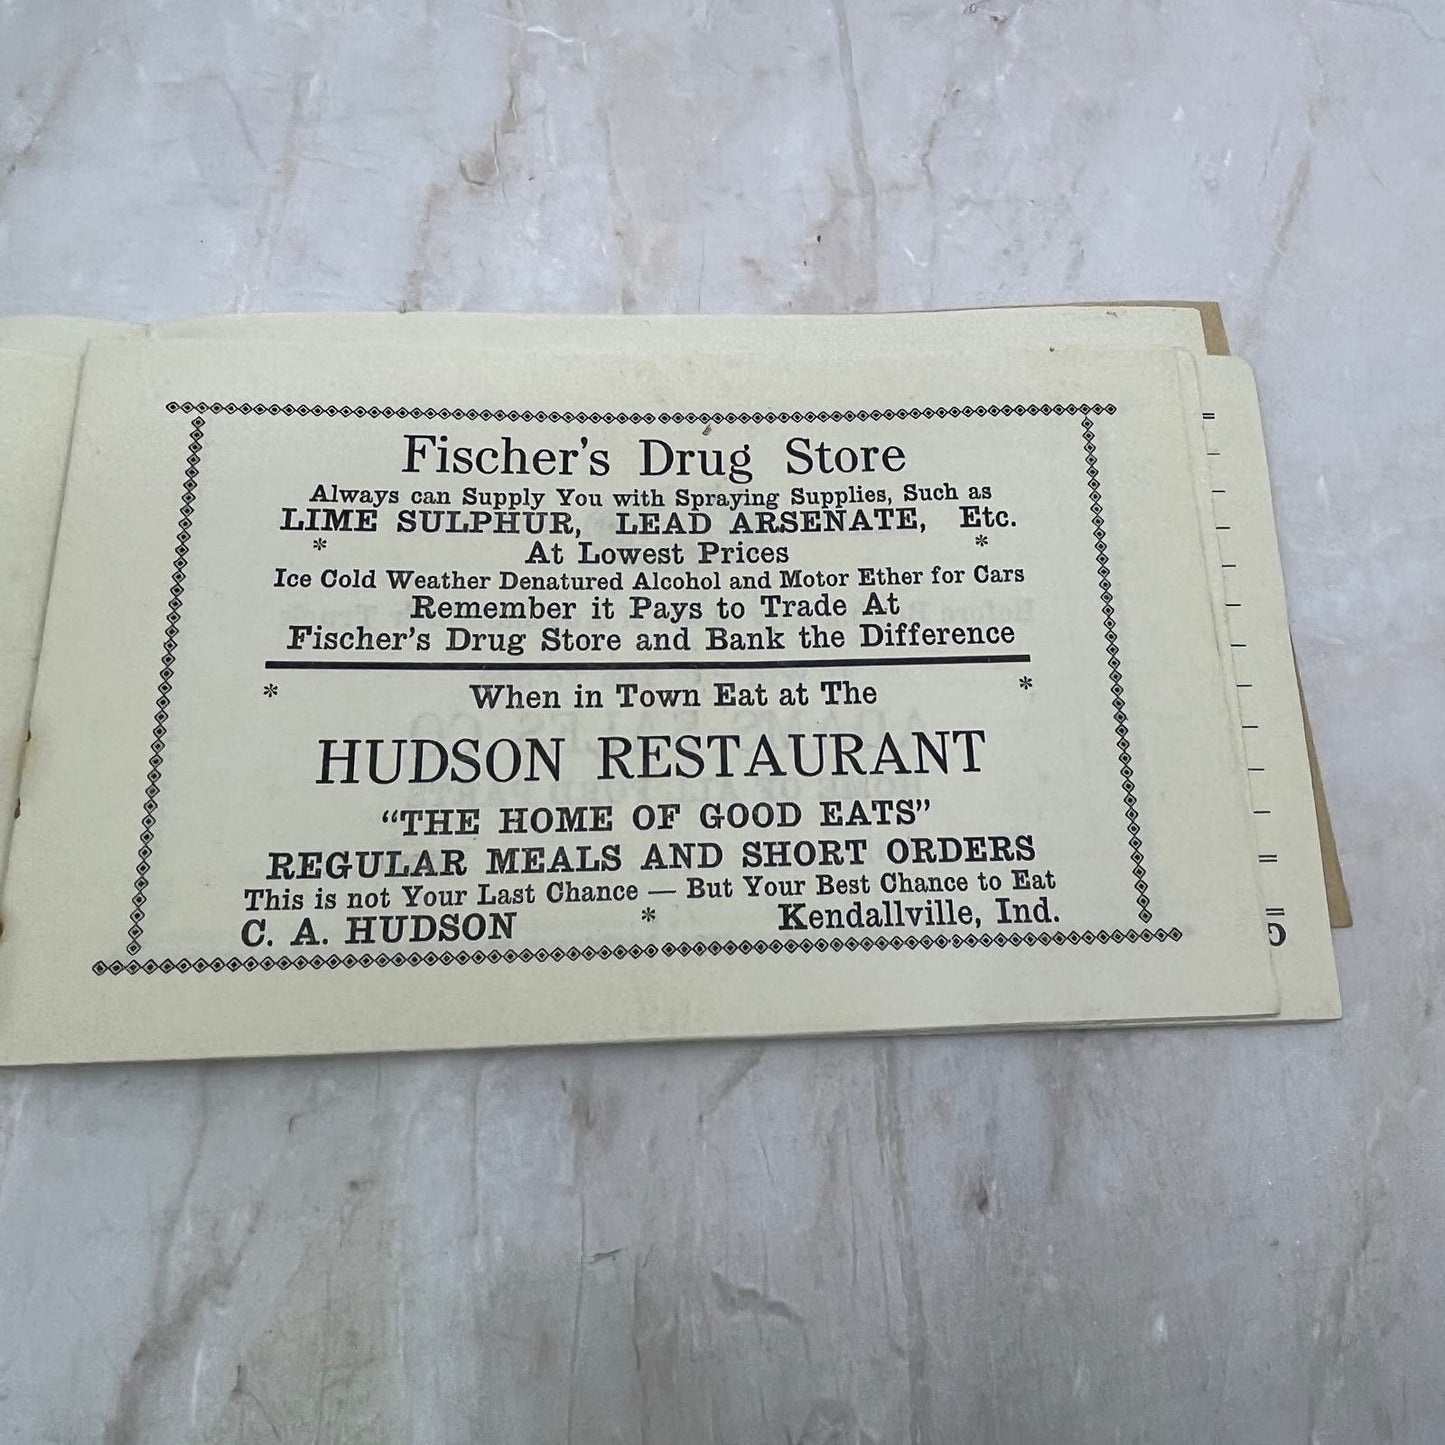 Fischer's Drug Store
Always can Supply You with Spraying Supplies, Such as
LIME SULPHUR, LEAD ARSENATE, Etc.
* At Lowest Prices *
Ice Cold Weather Denatured Alcohol and Motor Ether for Cars
Remember it Pays to Trade At
Fischer's Drug Store and Bank the Difference
* When in Town Eat at The *
HUDSON RESTAURANT
"THE HOME OF GOOD EATS"
REGULAR MEALS AND SHORT ORDERS
This is not Your Last Chance — But Your Best Chance to Eat
C. A. HUDSON * Kendallville, Ind.